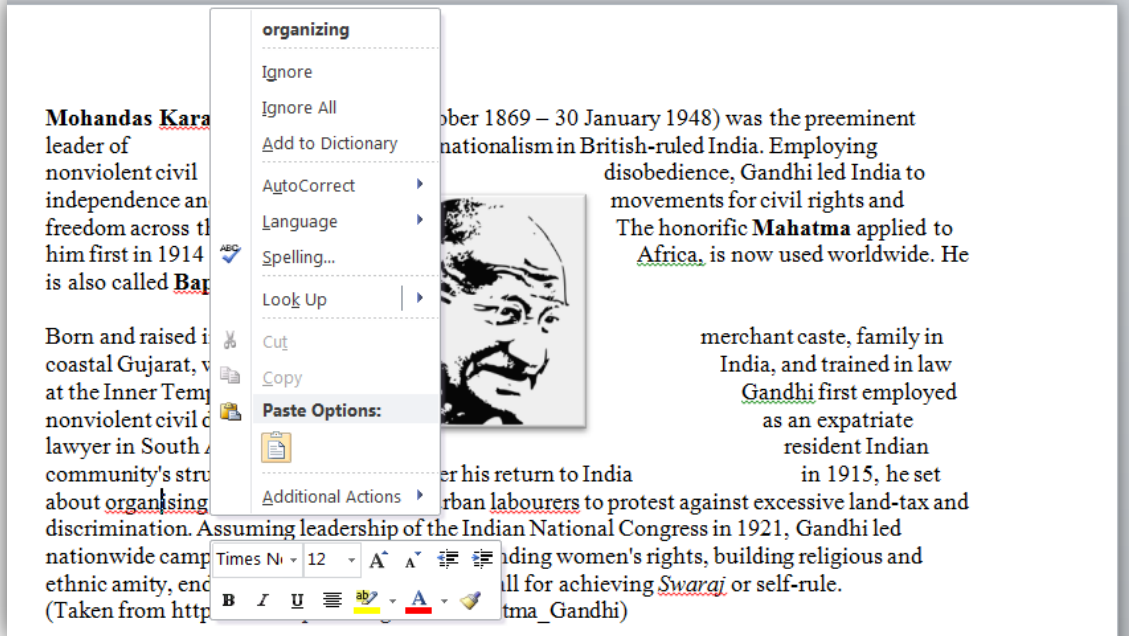 organizing
Ignore
Ignore All
Add to Dictionary
AutoCorrect
Language
ABC
Spelling...
Look Up
Cut
Copy
Paste Options:
Additional Actions
Mohandas Kara ober 1869 – 30 January 1948) was the preeminent
leader of nationalism in British-ruled India. Employing
nonviolent civil disobedience, Gandhi led India to
independence an movements for civil rights and
freedom across th The honorific Mahatma applied to
him first in 1914 Africa, is now used worldwide. He
is also called Bap
Born and raised i merchant caste, family in
coastal Gujarat, w India, and trained in law
at the Inner Temp Gandhi first employed
nonviolent civil d as an expatriate
lawyer in South A resident Indian
community's stru er his return to India in 1915, he set
about organising rban labourers to protest against excessive land-tax and
discrimination. Assuming leadership of the Indian National Congress in 1921, Gandhi led
nationwide camp nding women's rights, building religious and
ethnic amity, end all for achieving Swaraj or self-rule.
(Taken from http tma_Gandhi)
Times N 12 A A
B I U ab A